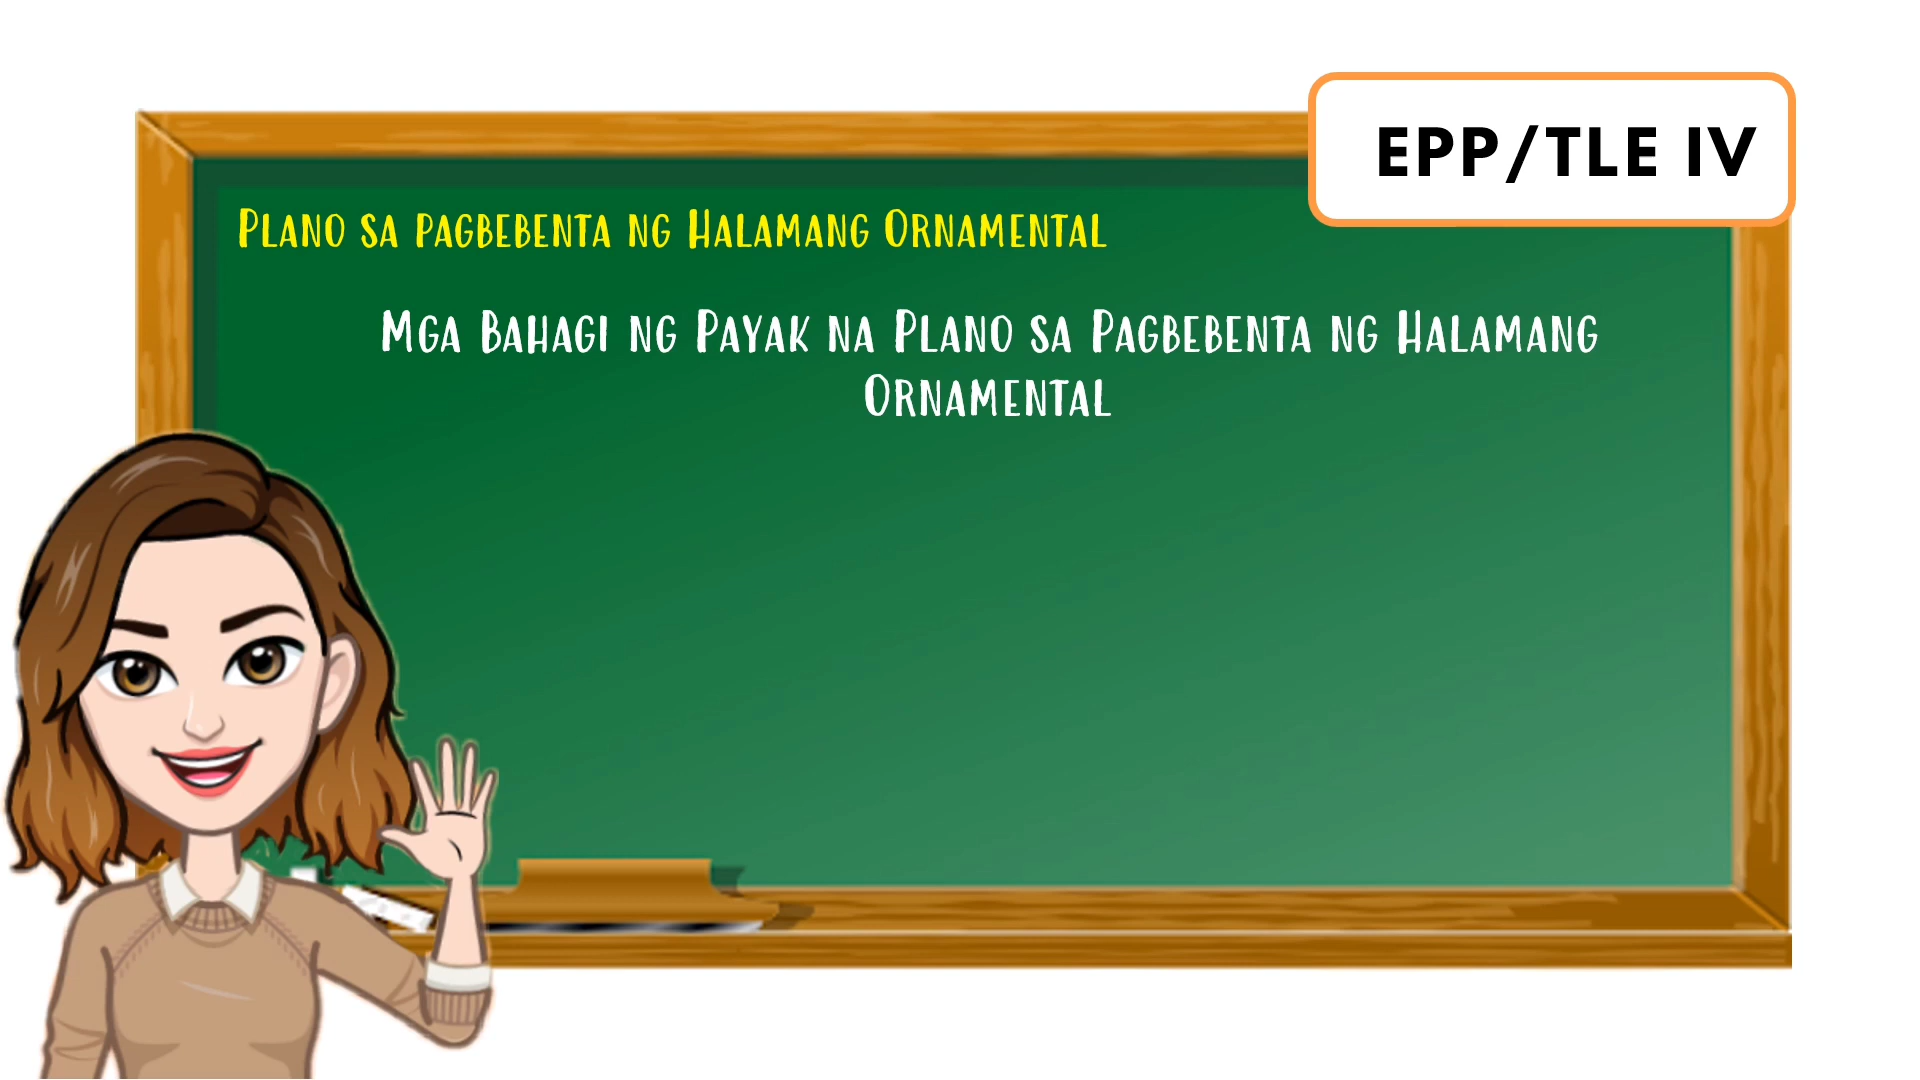 EPP/TLE IV
Plano sa pagbebenta ng Halamang Ornamental
Mga Bahagi ng Payak na Plano sa Pagbebenta ng Halamang
Ornamental